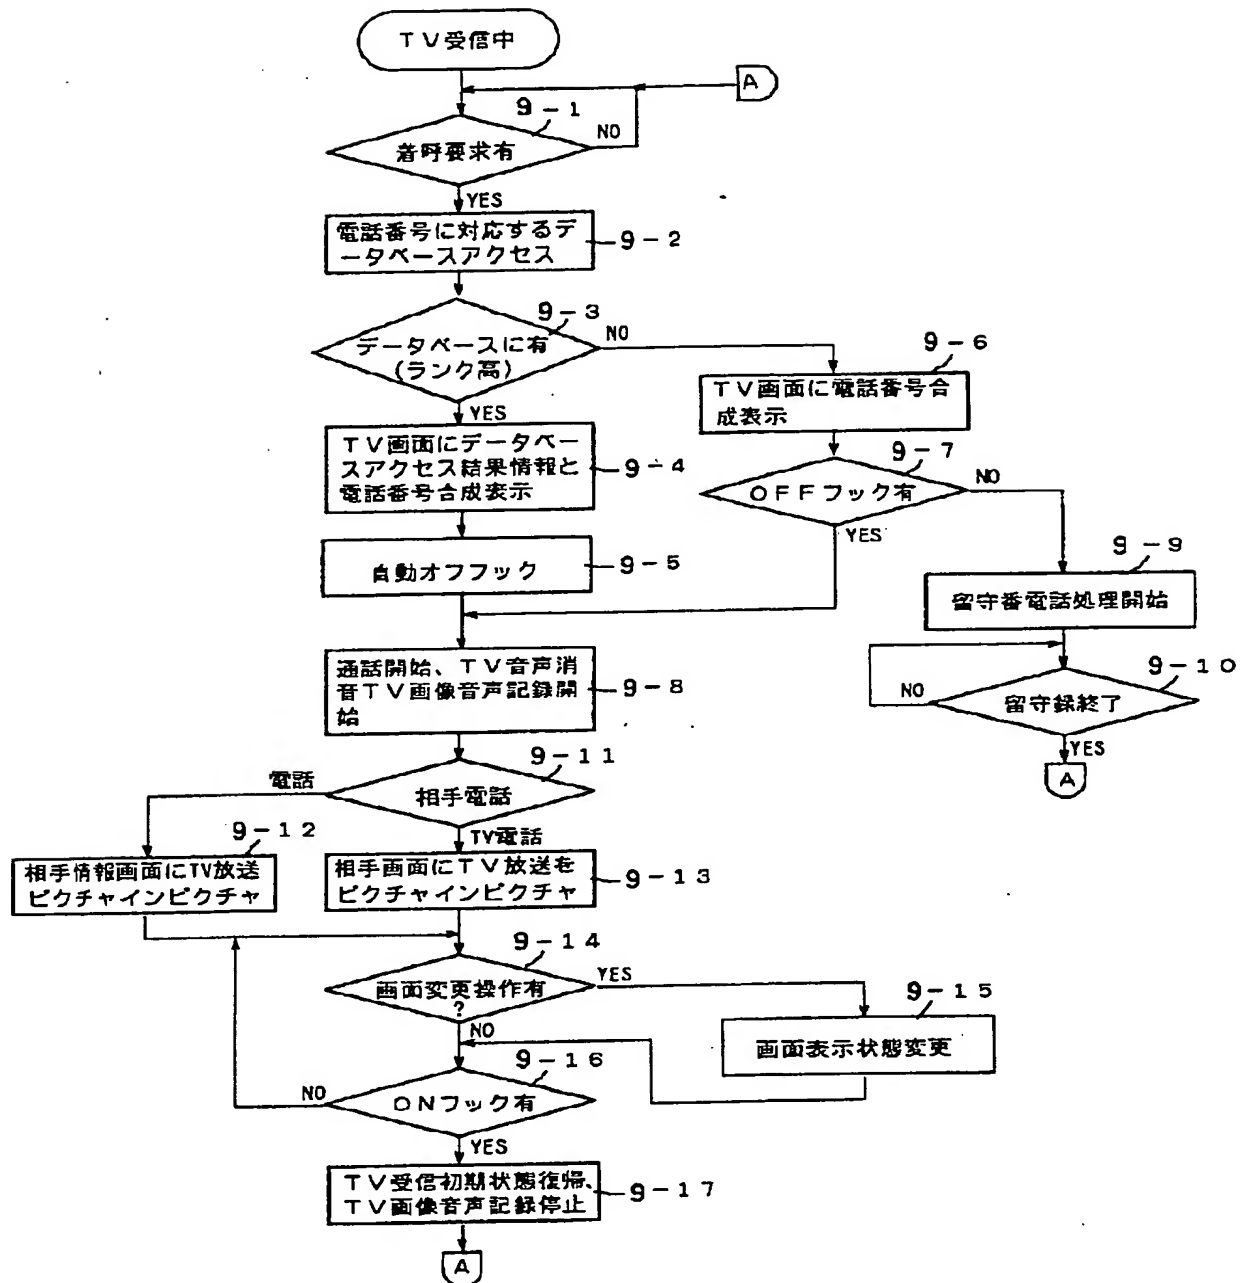 TV受信中
A
9-1
着呼要求有
NO
YES
電話番号に対応するデ
ータベースアクセス
9-2
9-3
データベースに有
(ランク高)
NO
YES
9-6
TV画面に電話番号合
成表示
TV画面にデータベー
スアクセス結果情報と
電話番号合成表示
9-4
9-7
OFFフック有
NO
YES
自動オフフック
9-5
9-9
留守番電話処理開始
通話開始、TV音声消
音TV画像音声記録開
始
9-8
9-10
留守録終了
NO
YES
A
9-11
相手電話
電話
TV電話
9-12
相手情報画面にTV放送
ピクチャインピクチャ
相手画面にTV放送を
ピクチャインピクチャ
9-13
9-14
画面変更操作有
?
YES
NO
9-15
画面表示状態変更
9-16
ONフック有
NO
YES
TV受信初期状態復帰、
TV画像音声記録停止
9-17
A